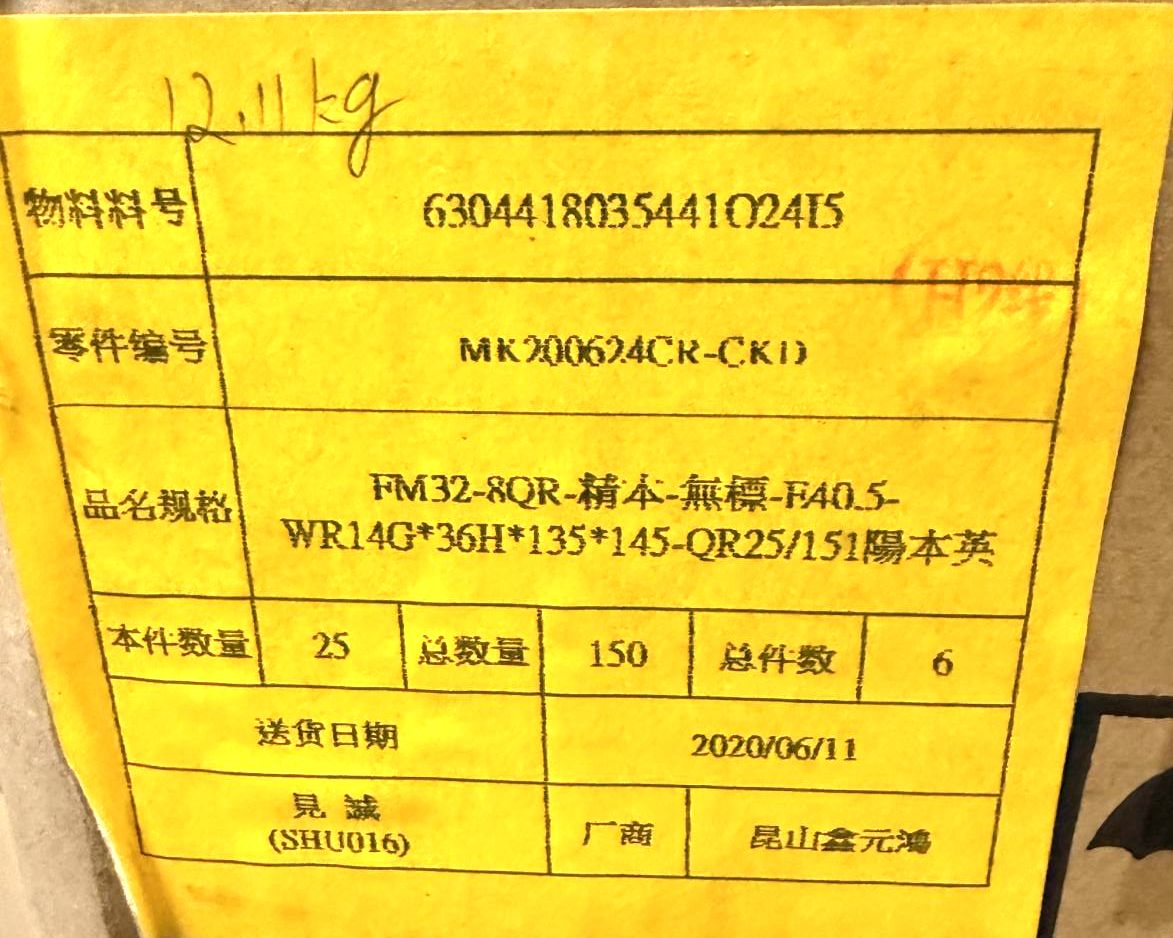 12.11kg
物料料号 6304418035441O24I5
零件编号 MK200624CR-CKD
品名规格 FM32-8QR-精本-無標-F40.5-
WR14G*36H*135*145-QR25/151陽本英
本件数量 25 总数量 150 总件数 6
送货日期 2020/06/11
見誠 厂商 昆山鑫元鴻
(SHU016)